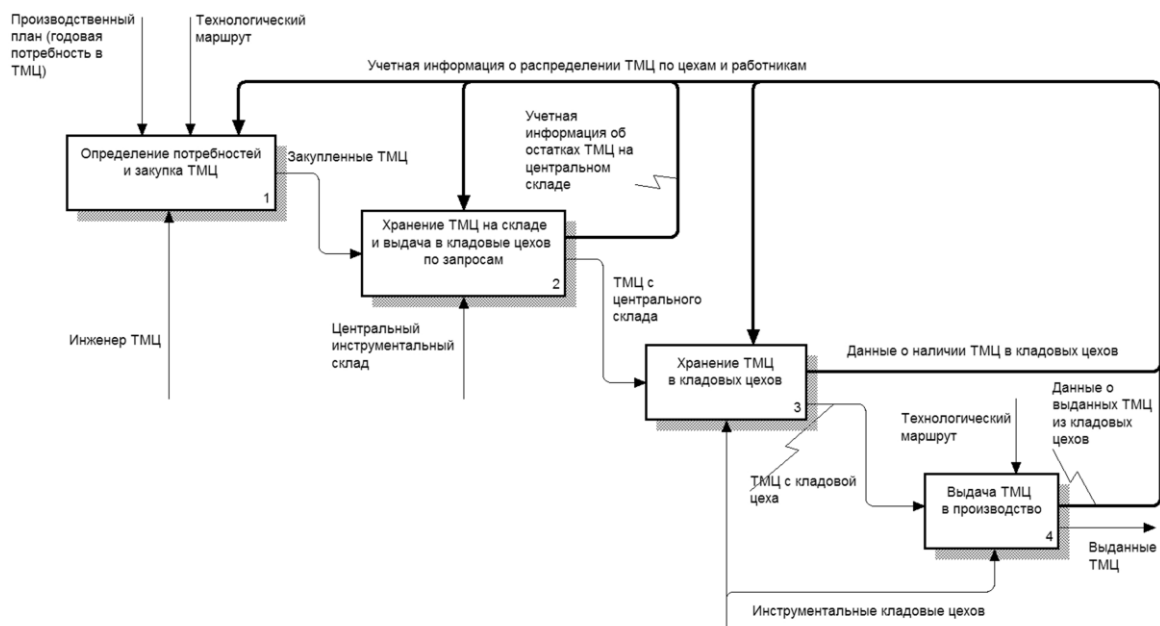 Производственный
план (годовая
потребность в
ТМЦ)
Технологический
маршрут
Учетная информация о распределении ТМЦ по цехам и работникам
Определение потребностей
и закупка ТМЦ
1
Закупленные ТМЦ
Учетная
информация об
остатках ТМЦ на
центральном
складе
Хранение ТМЦ на складе
и выдача в кладовые цехов
по запросам
2
Инженер ТМЦ
Центральный
инструментальный
склад
ТМЦ с
центрального
склада
Хранение ТМЦ
в кладовых цехов
3
Данные о наличии ТМЦ в кладовых цехов
Технологический
маршрут
Данные о
выданных ТМЦ
из кладовых
цехов
ТМЦ с кладовой
цеха
Выдача ТМЦ
в производство
4
Выданные
ТМЦ
Инструментальные кладовые цехов